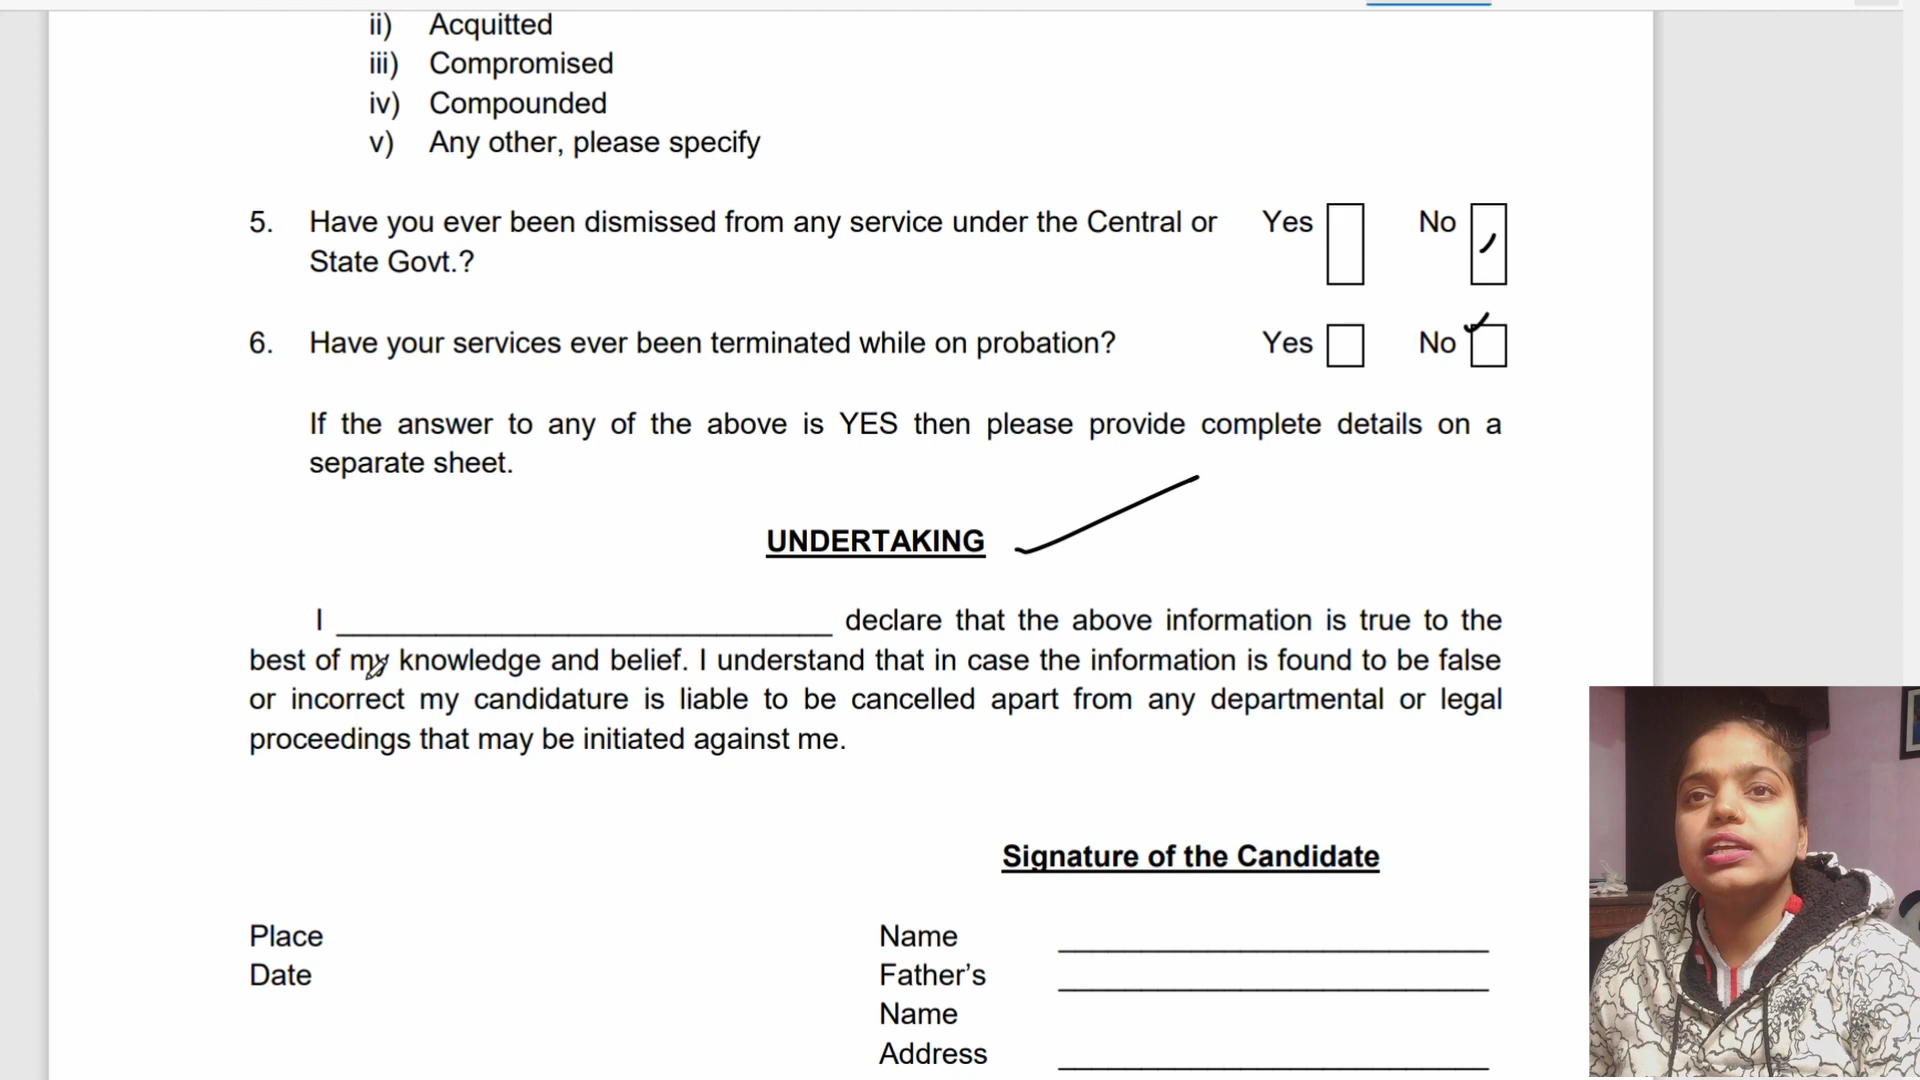 ii) Acquitted
iii) Compromised
iv) Compounded
v) Any other, please specify
5. Have you ever been dismissed from any service under the Central or Yes No
State Govt.?
6. Have your services ever been terminated while on probation? Yes No
If the answer to any of the above is YES then please provide complete details on a
separate sheet.
UNDERTAKING
I _______________________________ declare that the above information is true to the
best of my knowledge and belief. I understand that in case the information is found to be false
or incorrect my candidature is liable to be cancelled apart from any departmental or legal
proceedings that may be initiated against me.
Signature of the Candidate
Place Name ___________________________
Date Father’s ___________________________
Name
Address ___________________________